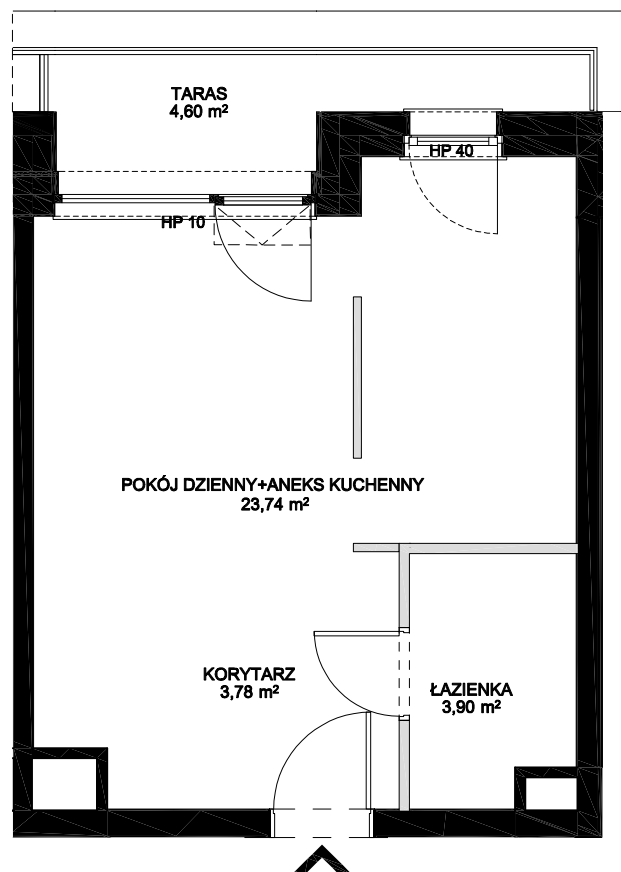 TARAS
4,60 m²
HP 40
HP 10
POKÓJ DZIENNY+ANEKS KUCHENNY
23,74 m²
KORYTARZ
3,78 m²
ŁAZIENKA
3,90 m²